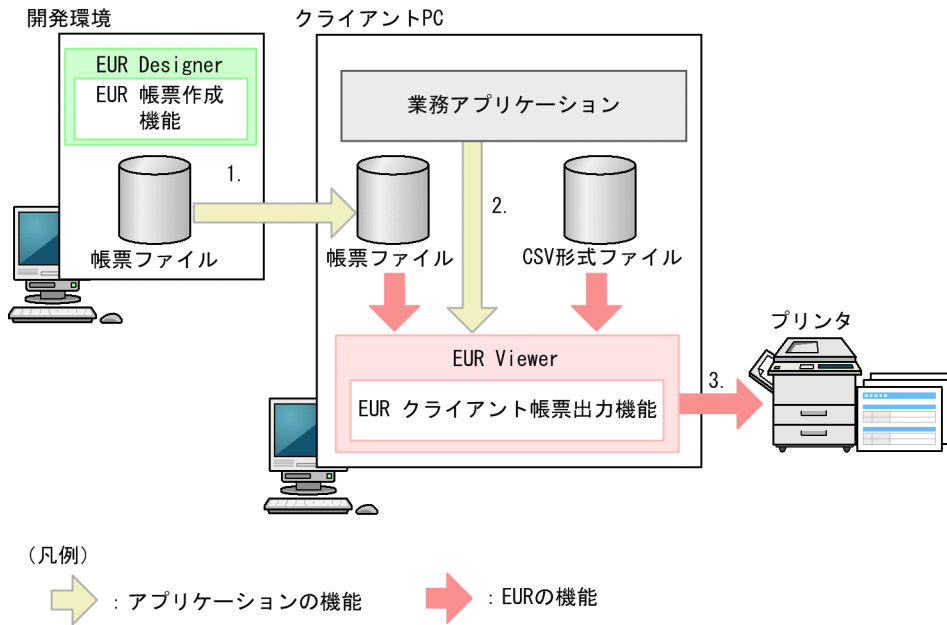 開発環境
クライアントPC
EUR Designer
EUR 帳票作成
機能
業務アプリケーション
1.
2.
帳票ファイル
帳票ファイル
CSV形式ファイル
プリンタ
EUR Viewer
3.
EUR クライアント帳票出力機能
(凡例)
：アプリケーションの機能
：EURの機能